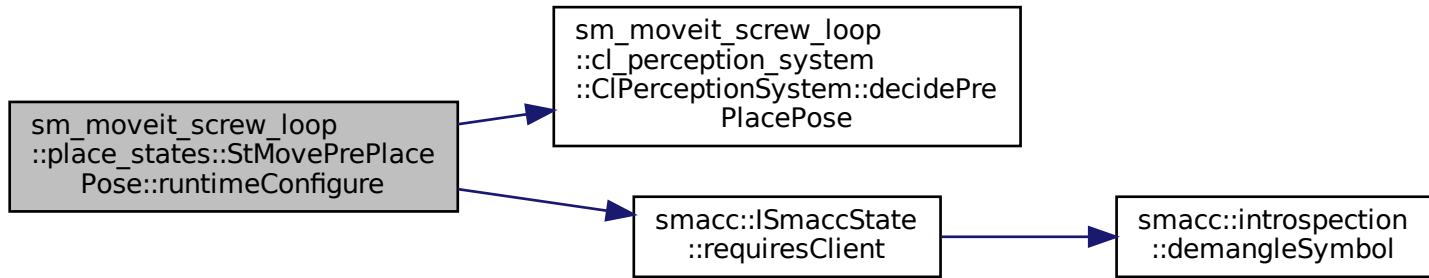 sm_moveit_screw_loop
::place_states::StMovePrePlace
Pose::runtimeConfigure
sm_moveit_screw_loop
::cl_perception_system
::ClPerceptionSystem::decidePre
PlacePose
smacc::ISmaccState
::requiresClient
smacc::introspection
::demangleSymbol